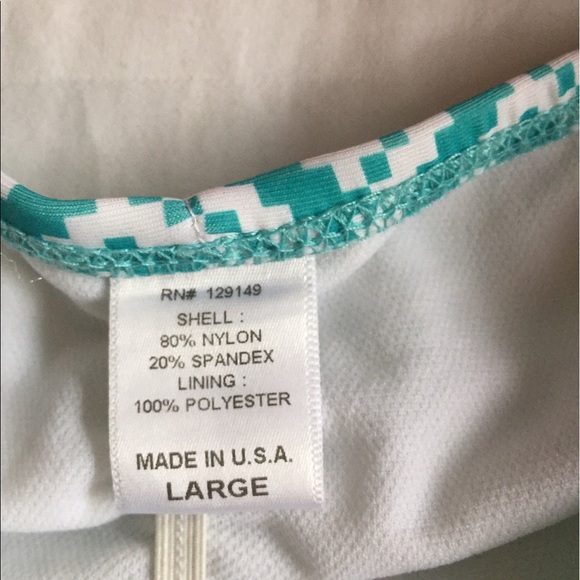 RN# 129149
SHELL :
80% NYLON
20% SPANDEX
LINING :
100% POLYESTER
MADE IN U.S.A.
LARGE